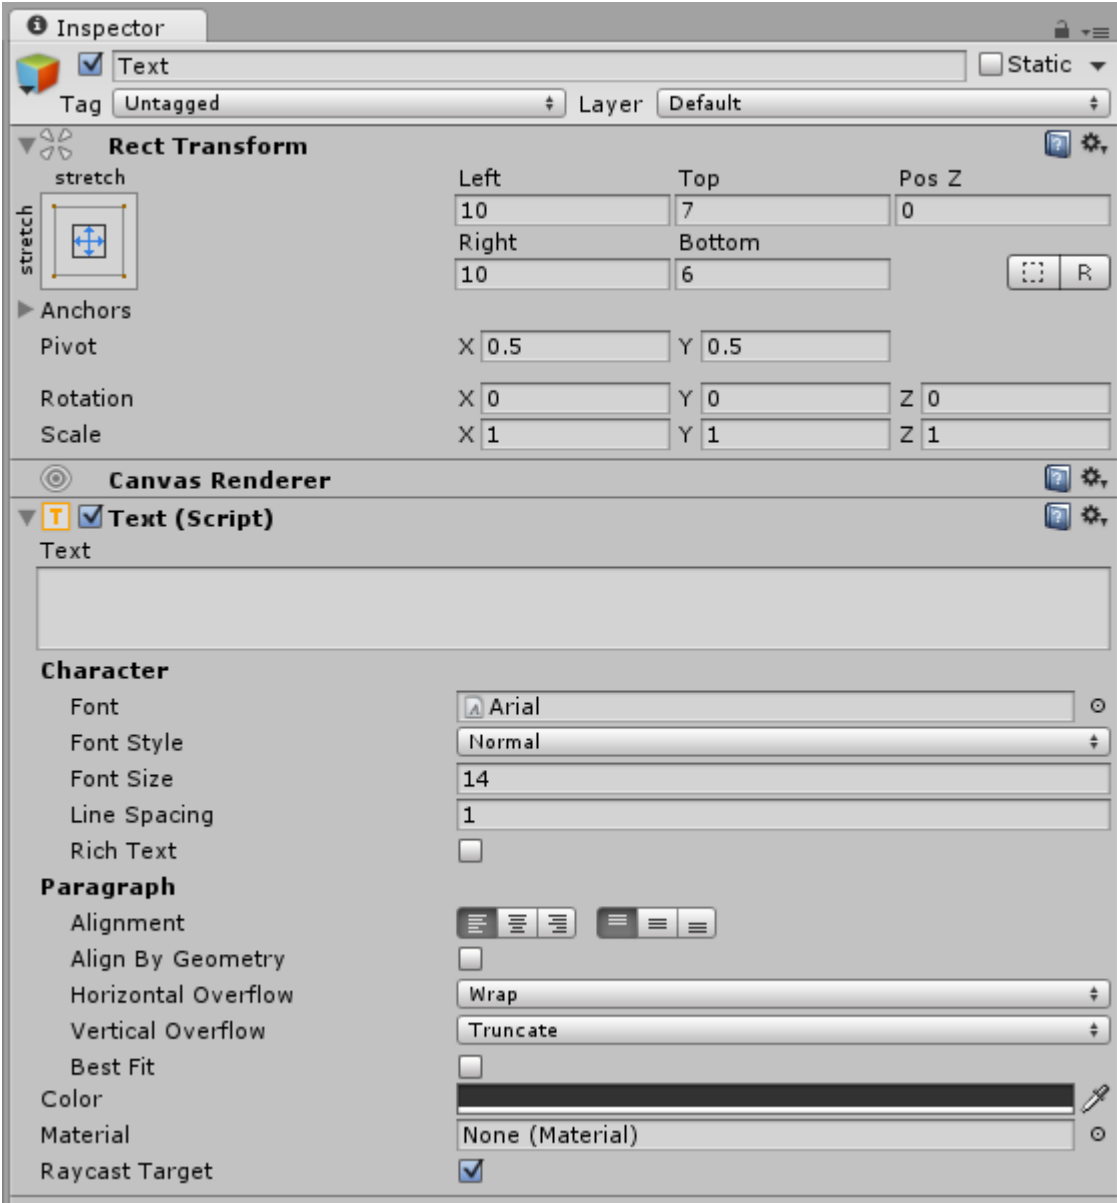 Inspector
Text Static
Tag Untagged Layer Default
Rect Transform
stretch Left Top Pos Z
stretch
10 7 0
Right Bottom
10 6 R
Anchors
Pivot X 0.5 Y 0.5
Rotation X 0 Y 0 Z 0
Scale X 1 Y 1 Z 1
Canvas Renderer
T Text (Script)
Text
Character
Font Arial
Font Style Normal
Font Size 14
Line Spacing 1
Rich Text
Paragraph
Alignment
Align By Geometry
Horizontal Overflow Wrap
Vertical Overflow Truncate
Best Fit
Color
Material None (Material)
Raycast Target